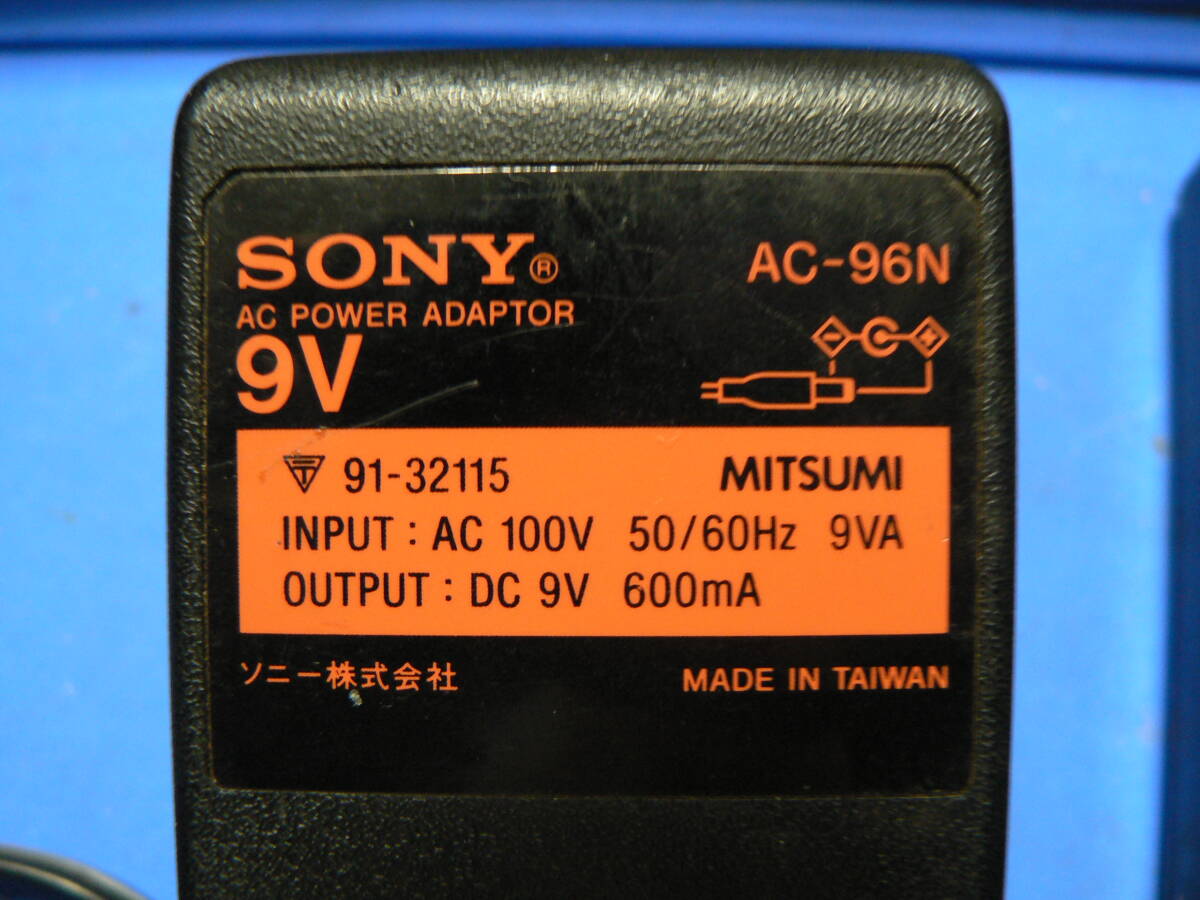 SONY®
AC-96N
AC POWER ADAPTOR
9V
- +
91-32115 MITSUMI
INPUT : AC 100V 50/60Hz 9VA
OUTPUT : DC 9V 600mA
ソニー株式会社
MADE IN TAIWAN